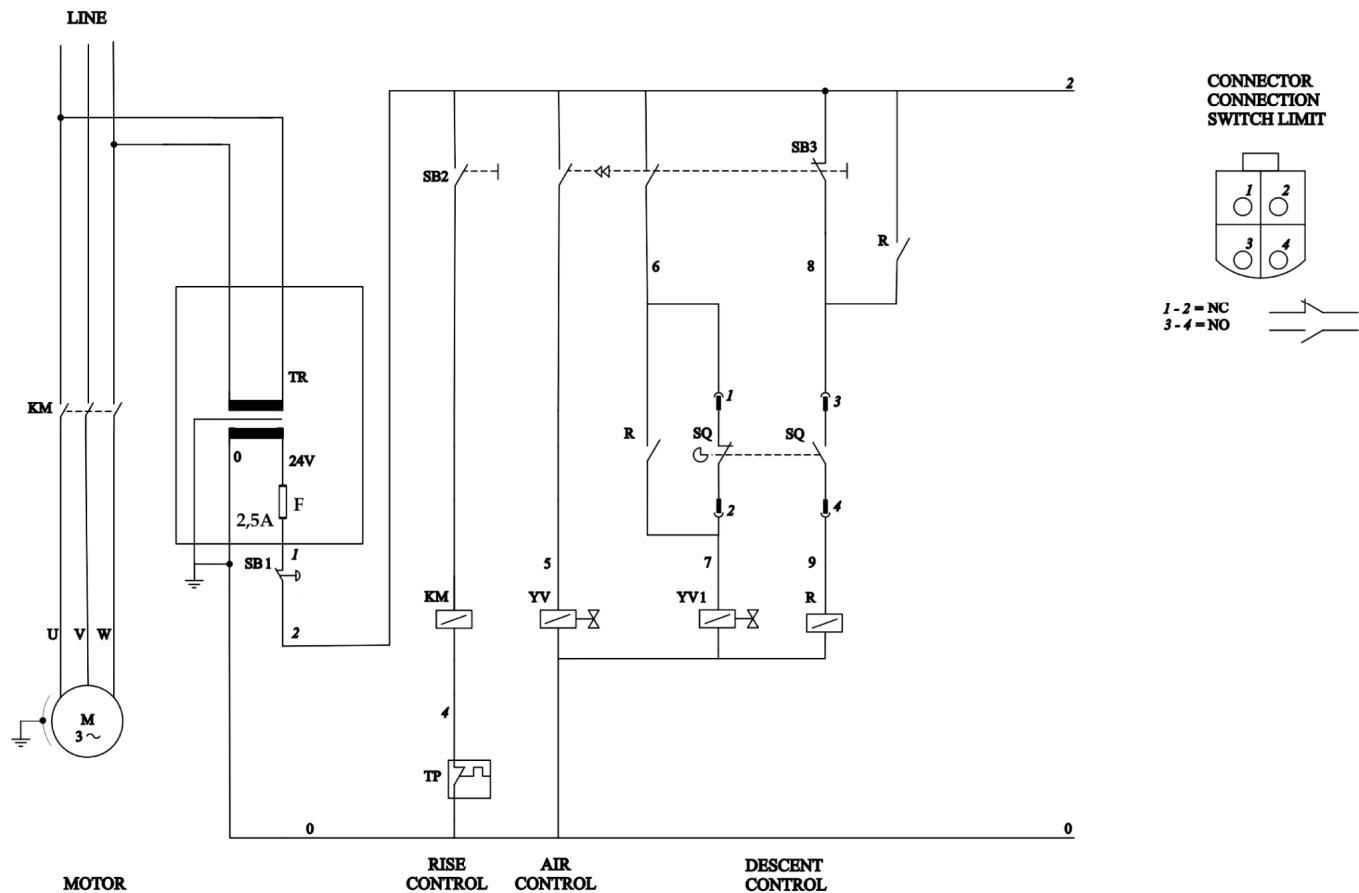 LINE
2
CONNECTOR
CONNECTION
SWITCH LIMIT
SB2
SB3
1 2
3 4
R
6
8
1 - 2 = NC
3 - 4 = NO
TR
KM
1
3
R
SQ
SQ
0
24V
F
2,5A
2
4
1
SB1
5
7
9
KM
YV
YV1
R
U
V
W
2
4
M
3 ~
TP
0
0
RISE
CONTROL
AIR
CONTROL
DESCENT
CONTROL
MOTOR